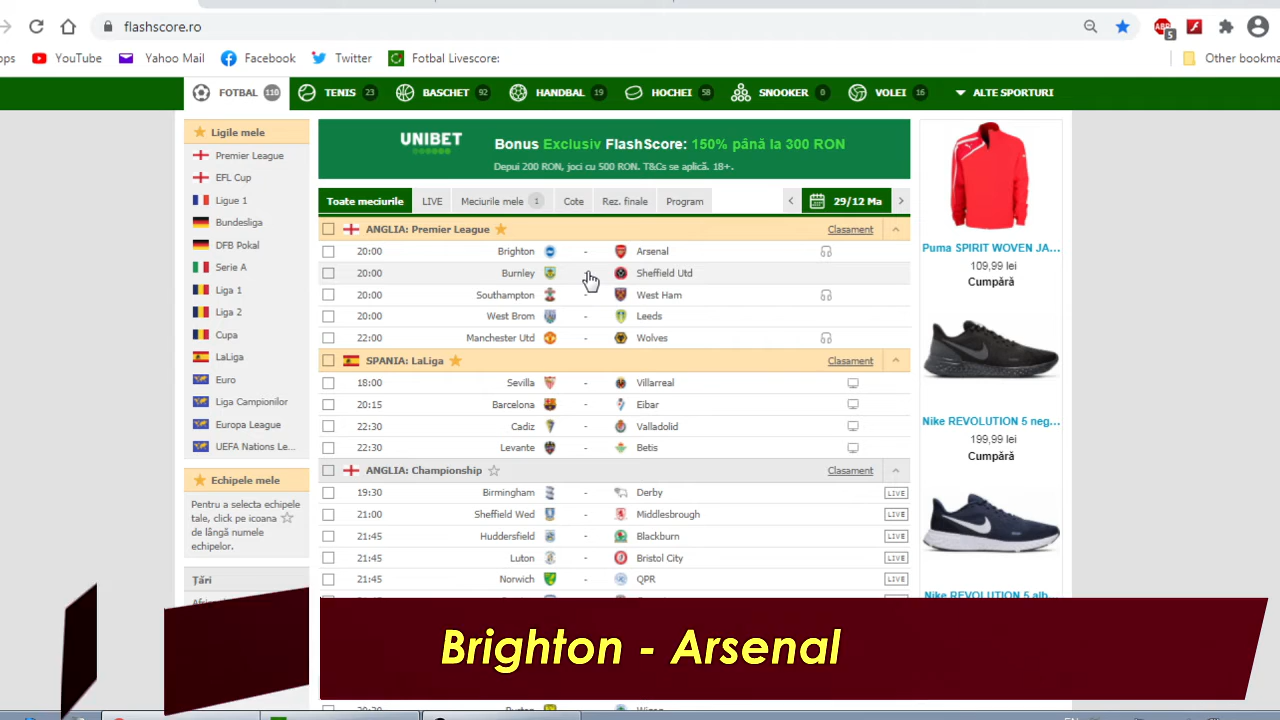 flashscore.ro
5
YouTube
Yahoo Mail
Facebook
Twitter
Fotbal Livescore:
FOTBAL 110
TENIS 23
BASCHET 92
HANDBAL 19
HOCHEI 58
SNOOKER 0
VOLEI 16
ALTE SPORTURI
Ligile mele
Premier League
EFL Cup
Ligue 1
Bundesliga
DFB Pokal
Serie A
Liga 1
Liga 2
Cupa
LaLiga
Euro
Liga Campionilor
Europa League
UEFA Nations Le...
Echipele mele
Pentru a selecta echipele
tale, click pe icoana
de lângă numele
echipelor.
Țări
UNIBET
Bonus Exclusiv FlashScore: 150% până la 300 RON
Depui 200 RON, joci cu 500 RON. T&Cs se aplică. 18+.
Toate meciurile LIVE Meciurile mele 1 Cote Rez. finale Program
29/12 Ma
ANGLIA: Premier League Clasament
20:00 Brighton - Arsenal
20:00 Burnley Sheffield Utd
20:00 Southampton - West Ham
20:00 West Brom - Leeds
22:00 Manchester Utd - Wolves
SPANIA: LaLiga Clasament
18:00 Sevilla - Villarreal
20:15 Barcelona - Eibar
22:30 Cadiz - Valladolid
22:30 Levante - Betis
ANGLIA: Championship Clasament
19:30 Birmingham - Derby LIVE
21:00 Sheffield Wed - Middlesbrough LIVE
21:45 Huddersfield - Blackburn LIVE
21:45 Luton - Bristol City LIVE
21:45 Norwich - QPR LIVE
Puma SPIRIT WOVEN JA...
109,99 lei
Cumpără
Nike REVOLUTION 5 neg...
199,99 lei
Cumpără
Brighton - Arsenal